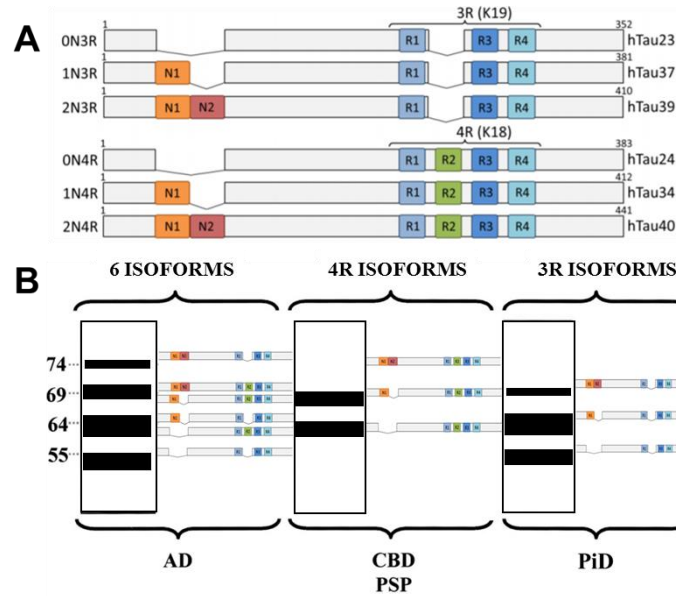 A
3R (K19)
1 352
0N3R R1 R3 R4 hTau23
1 381
1N3R N1 R1 R3 R4 hTau37
1 410
2N3R N1 N2 R1 R3 R4 hTau39
4R (K18)
1 383
0N4R R1 R2 R3 R4 hTau24
1 412
1N4R N1 R1 R2 R3 R4 hTau34
1 441
2N4R N1 N2 R1 R2 R3 R4 hTau40
B
6 ISOFORMS 4R ISOFORMS 3R ISOFORMS
74
69
64
55
AD CBD PiD
PSP